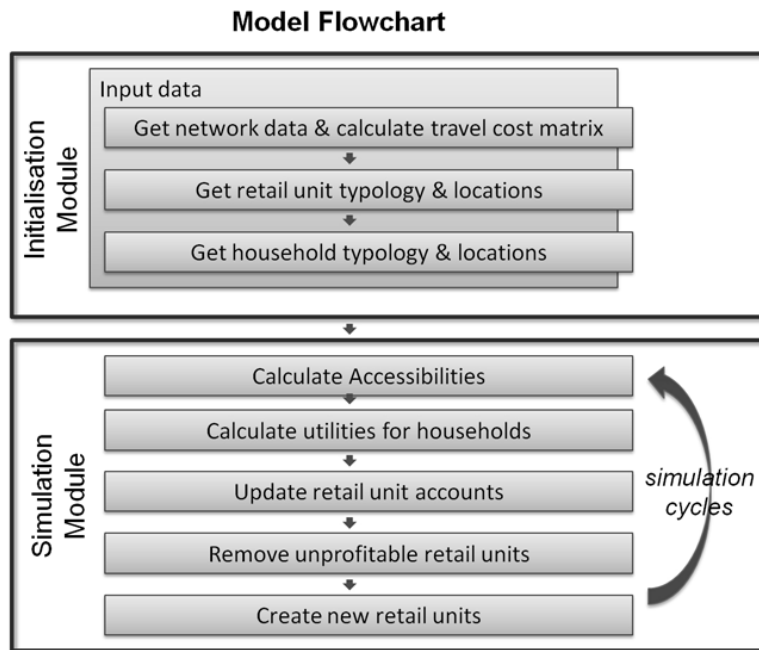 Model Flowchart
Initialisation
Module
Input data
Get network data & calculate travel cost matrix
Get retail unit typology & locations
Get household typology & locations
Simulation
Module
Calculate Accessibilities
Calculate utilities for households
Update retail unit accounts
Remove unprofitable retail units
Create new retail units
simulation
cycles